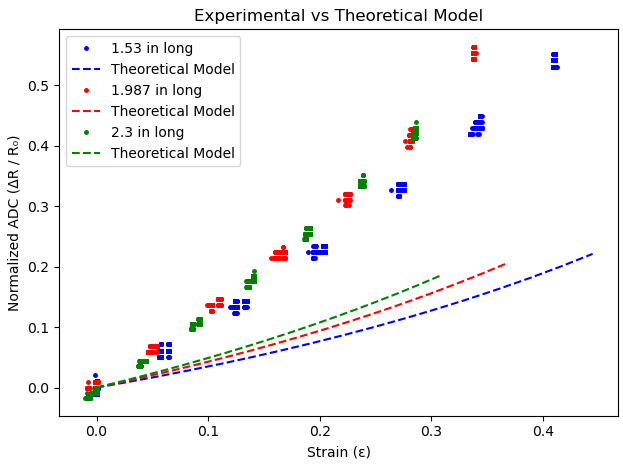 Experimental vs Theoretical Model
1.53 in long
Theoretical Model
1.987 in long
Theoretical Model
2.3 in long
Theoretical Model
Normalized ADC (ΔR / R₀)
0.5
0.4
0.3
0.2
0.1
0.0
0.0 0.1 0.2 0.3 0.4
Strain (ε)